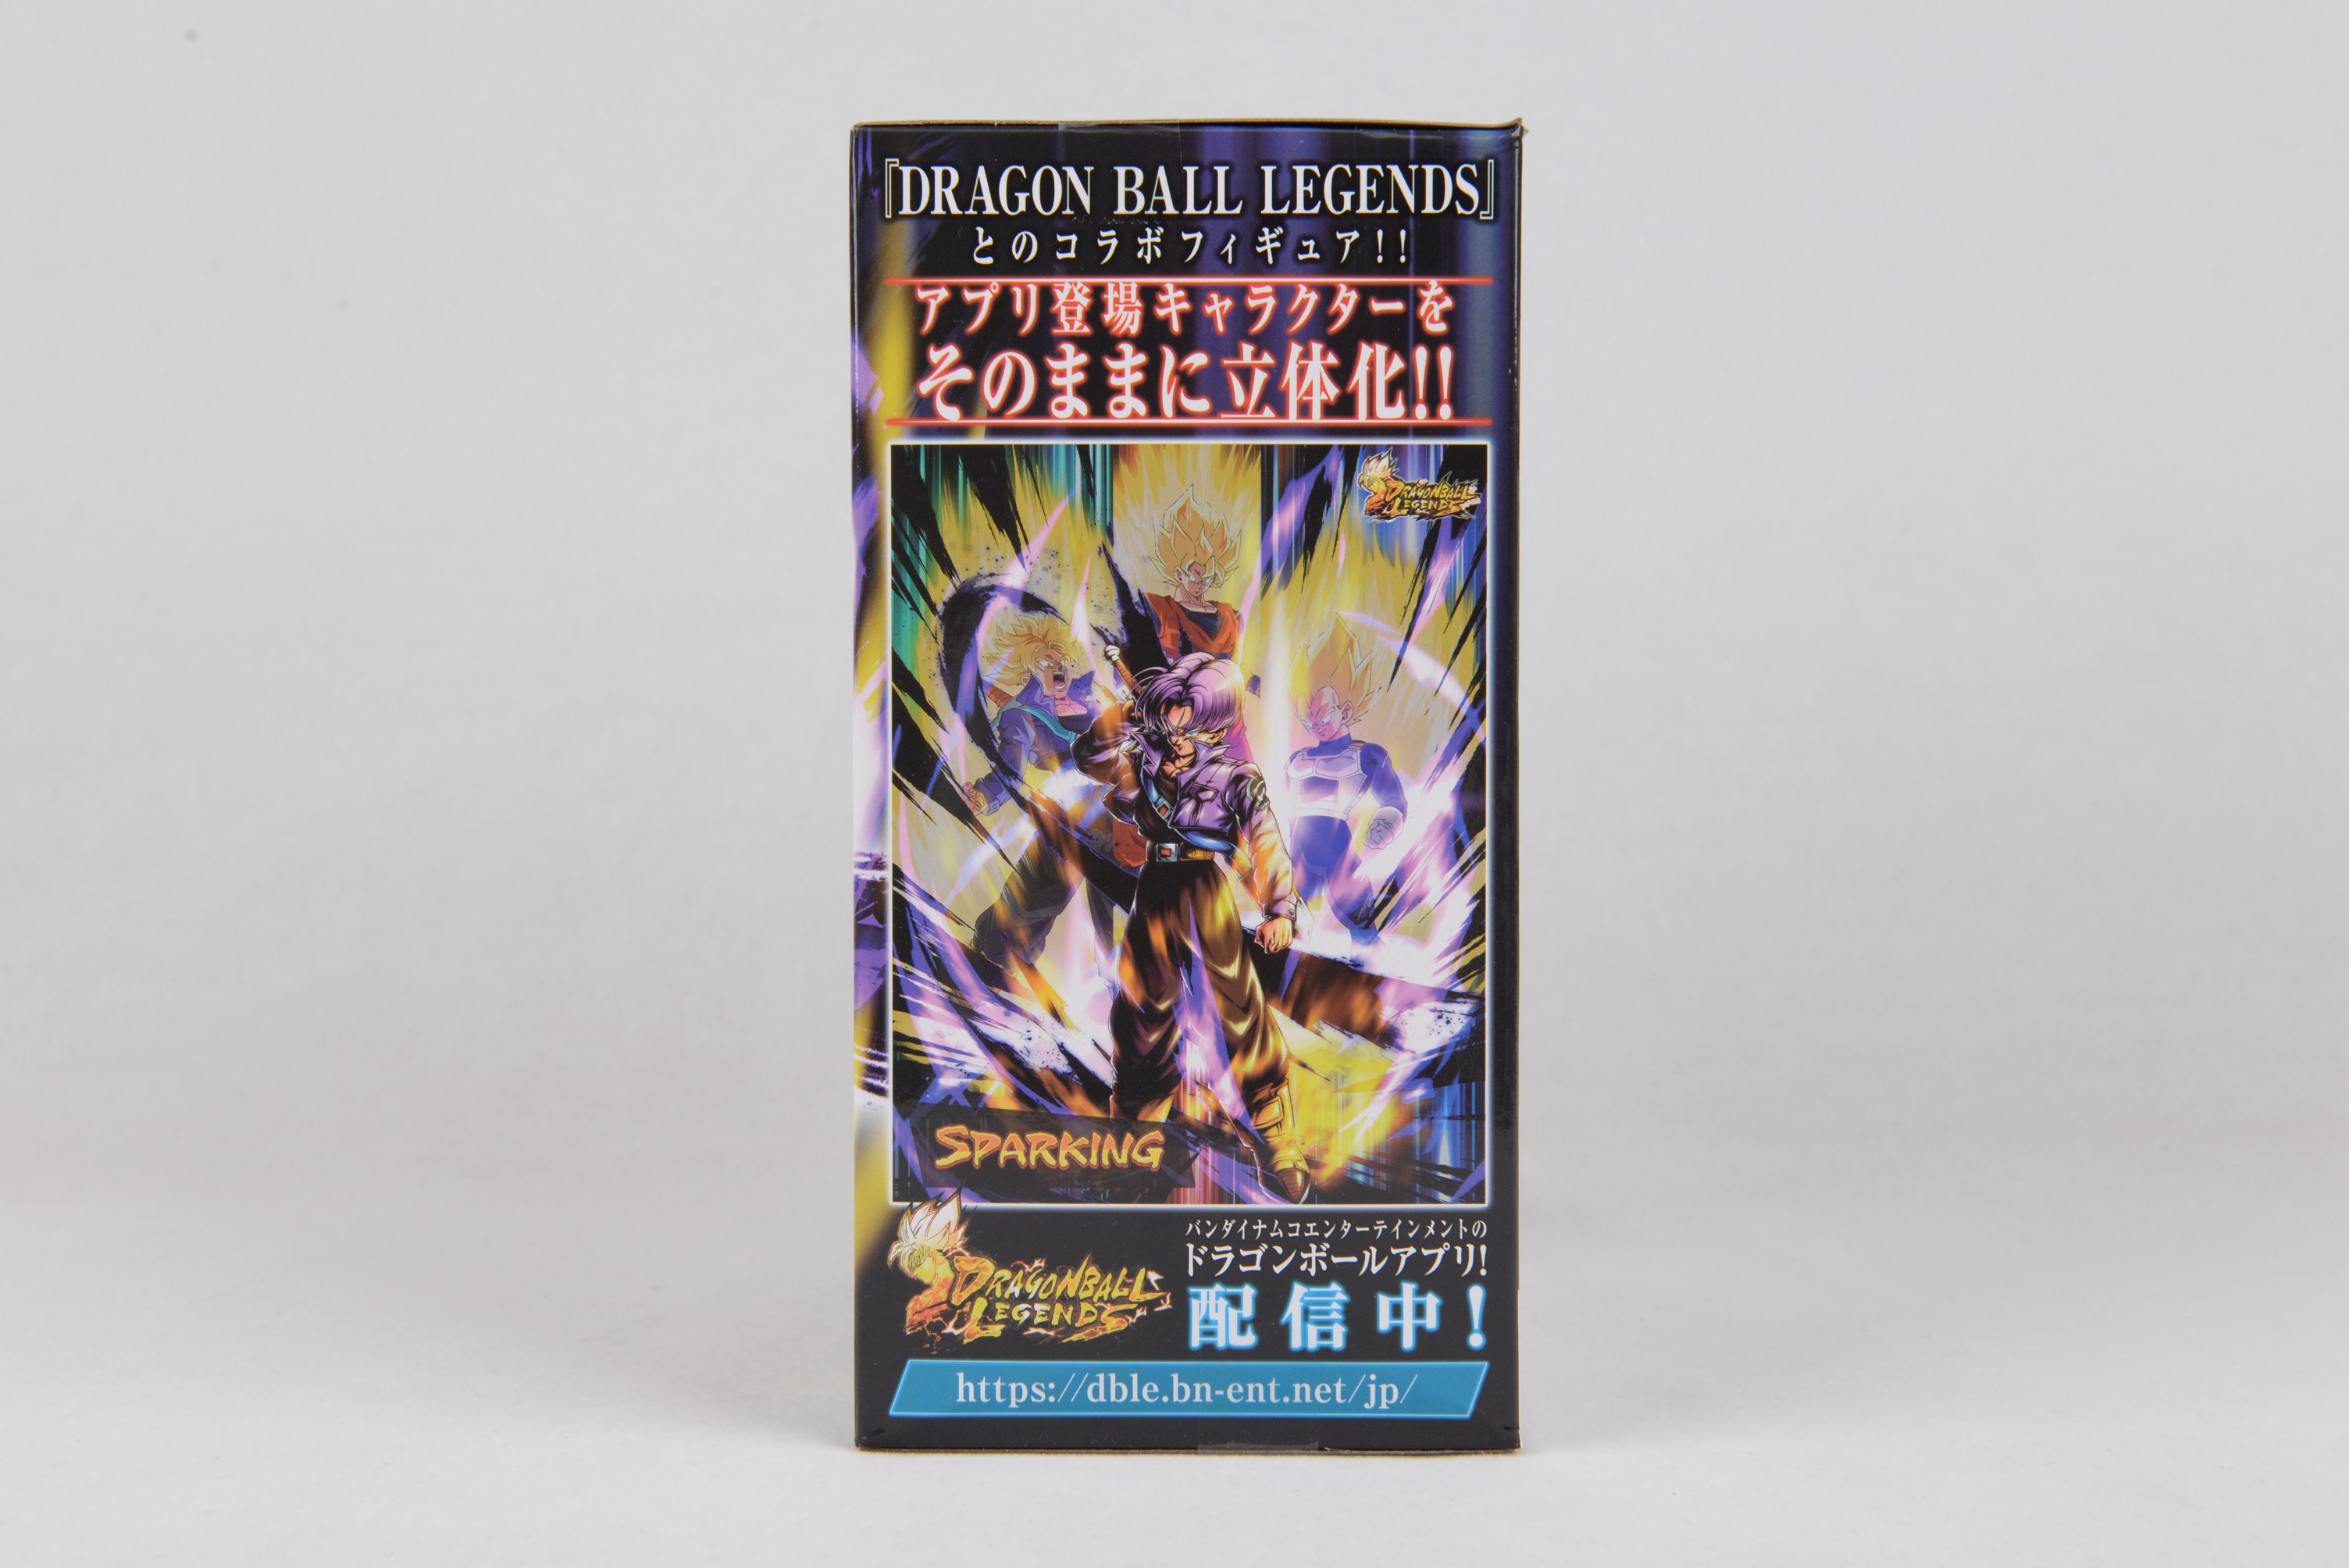 『DRAGON BALL LEGENDS』
とのコラボフィギュア!!
アプリ登場キャラクターを
そのままに立体化!!
DRAGONBALL
LEGENDS
SPARKING
バンダイナムコエンターテインメントの
ドラゴンボールアプリ!
配信中!
DRAGONBALL
LEGENDS
https://dble.bn-ent.net/jp/